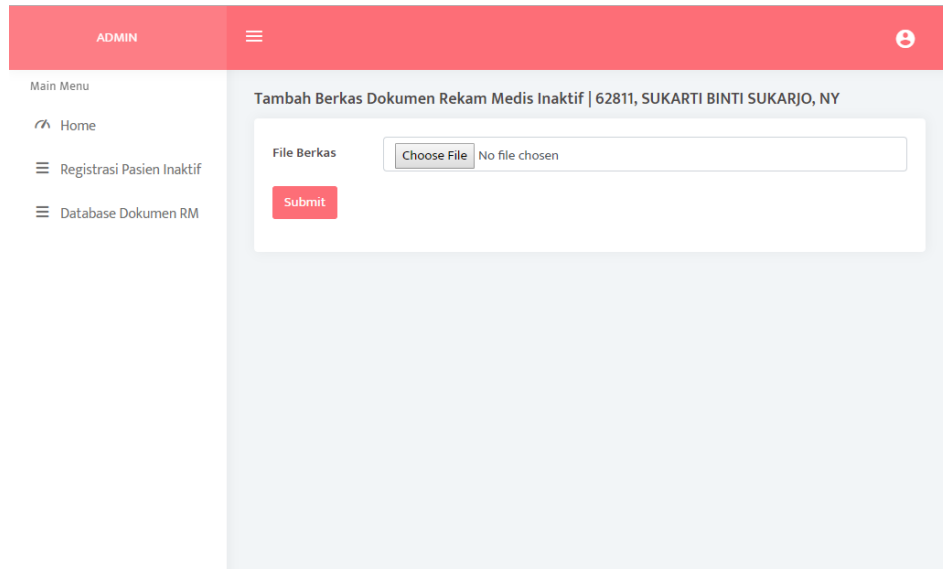 ADMIN
Main Menu
Home
Registrasi Pasien Inaktif
Database Dokumen RM
Tambah Berkas Dokumen Rekam Medis Inaktif | 62811, SUKARTI BINTI SUKARJO, NY
File Berkas
Choose File No file chosen
Submit